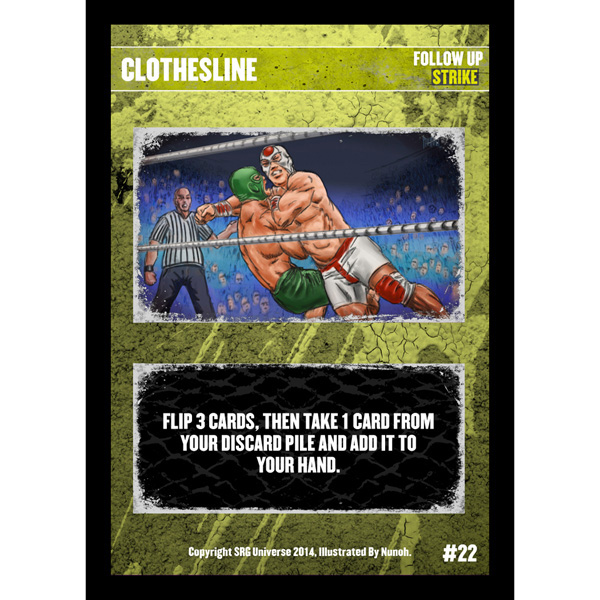 CLOTHESLINE
FOLLOW UP
STRIKE
FLIP 3 CARDS, THEN TAKE 1 CARD FROM
YOUR DISCARD PILE AND ADD IT TO
YOUR HAND.
Copyright SRG Universe 2014, Illustrated By Nunoh.
#22